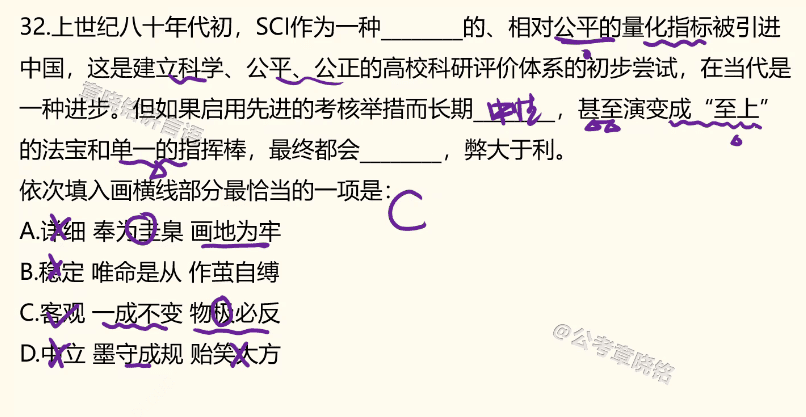 32.上世纪八十年代初，SCI作为一种________的、相对公平的量化指标被引进
中国，这是建立科学、公平、公正的高校科研评价体系的初步尝试，在当代是
一种进步。但如果启用先进的考核举措而长期________，甚至演变成“至上”
中性
的法宝和单一的指挥棒，最终都会________，弊大于利。
依次填入画横线部分最恰当的一项是：
C
A.详细 奉为圭臬 画地为牢
B.稳定 唯命是从 作茧自缚
C.客观 一成不变 物极必反
D.中立 墨守成规 贻笑大方
@公考章晓铭